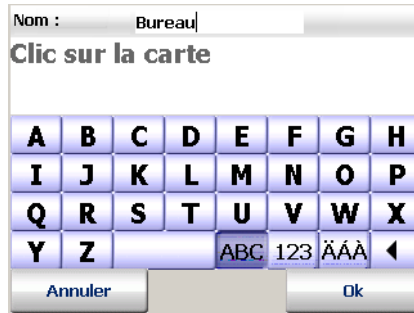 Nom : Bureau
Clic sur la carte
A B C D E F G H
I J K L M N O P
Q R S T U V W X
Y Z ABC 123 ÄÁÀ
Annuler Ok